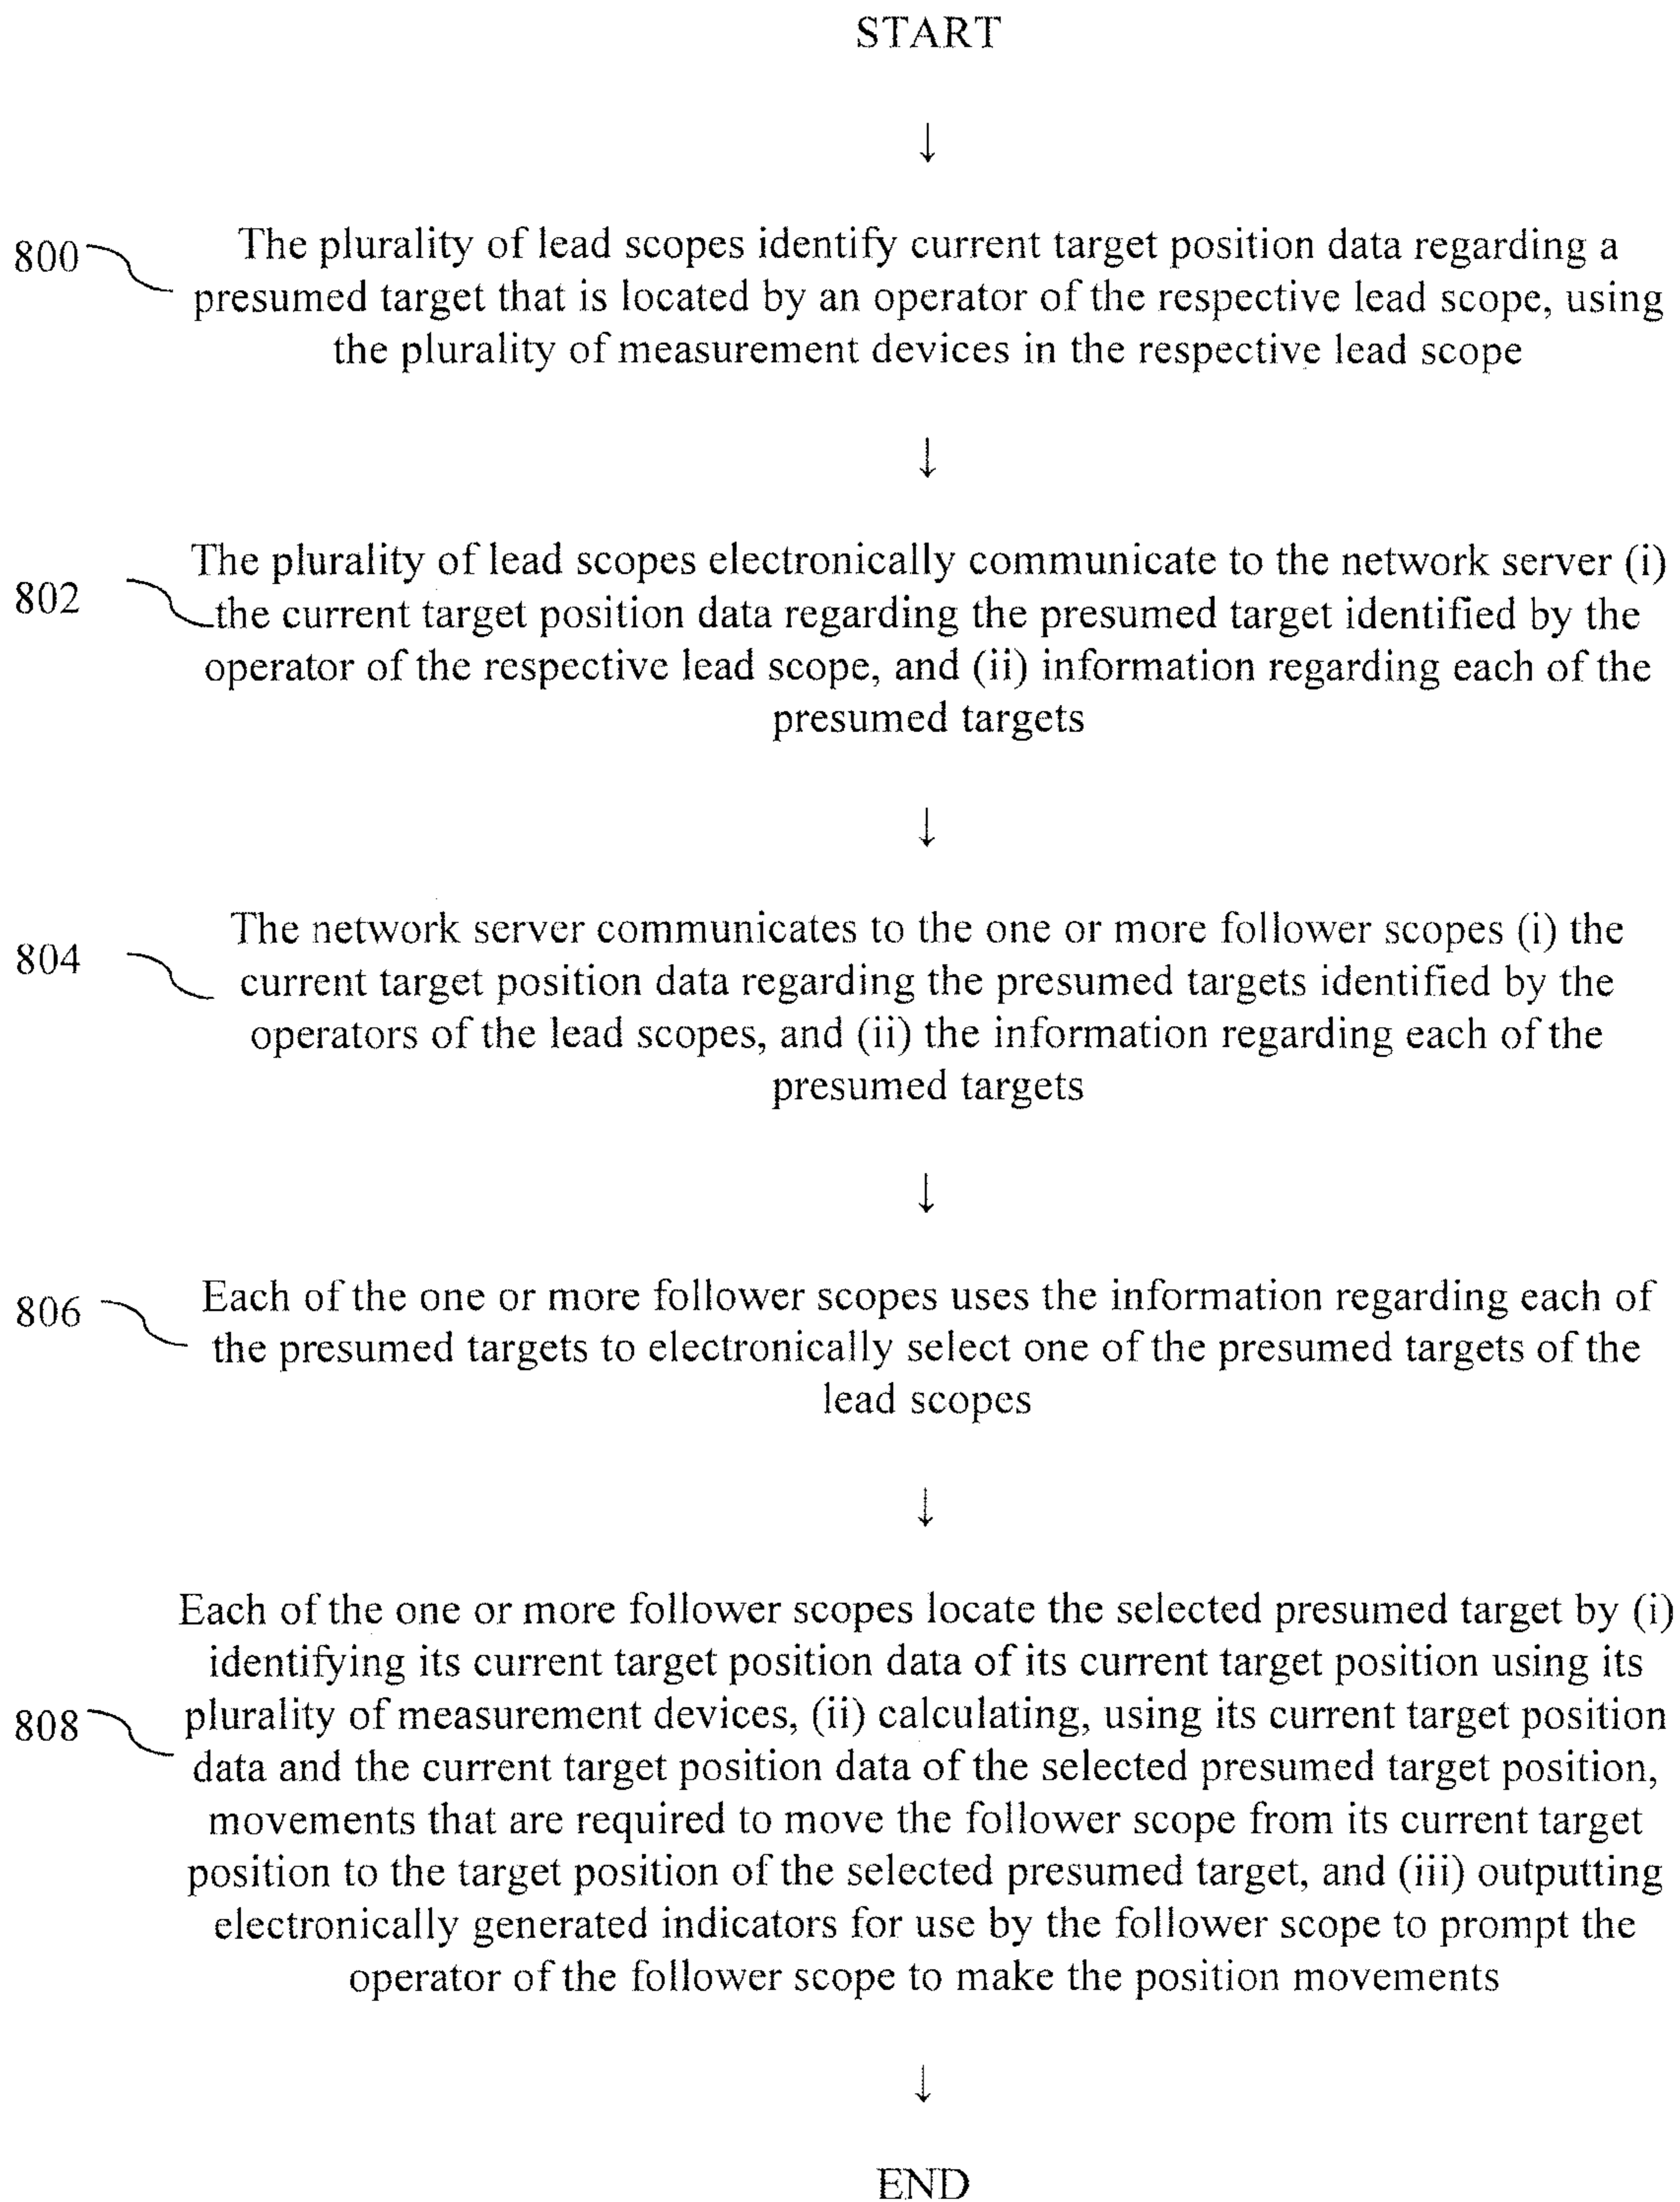 START
↓
800 The plurality of lead scopes identify current target position data regarding a
presumed target that is located by an operator of the respective lead scope, using
the plurality of measurement devices in the respective lead scope
↓
The plurality of lead scopes electronically communicate to the network server (i)
802 the current target position data regarding the presumed target identified by the
operator of the respective lead scope, and (ii) information regarding each of the
presumed targets
↓
The network server communicates to the one or more follower scopes (i) the
804 current target position data regarding the presumed targets identified by the
operators of the lead scopes, and (ii) the information regarding each of the
presumed targets
↓
806 Each of the one or more follower scopes uses the information regarding each of
the presumed targets to electronically select one of the presumed targets of the
lead scopes
↓
Each of the one or more follower scopes locate the selected presumed target by (i)
identifying its current target position data of its current target position using its
808 plurality of measurement devices, (ii) calculating, using its current target position
data and the current target position data of the selected presumed target position,
movements that are required to move the follower scope from its current target
position to the target position of the selected presumed target, and (iii) outputting
electronically generated indicators for use by the follower scope to prompt the
operator of the follower scope to make the position movements
↓
END